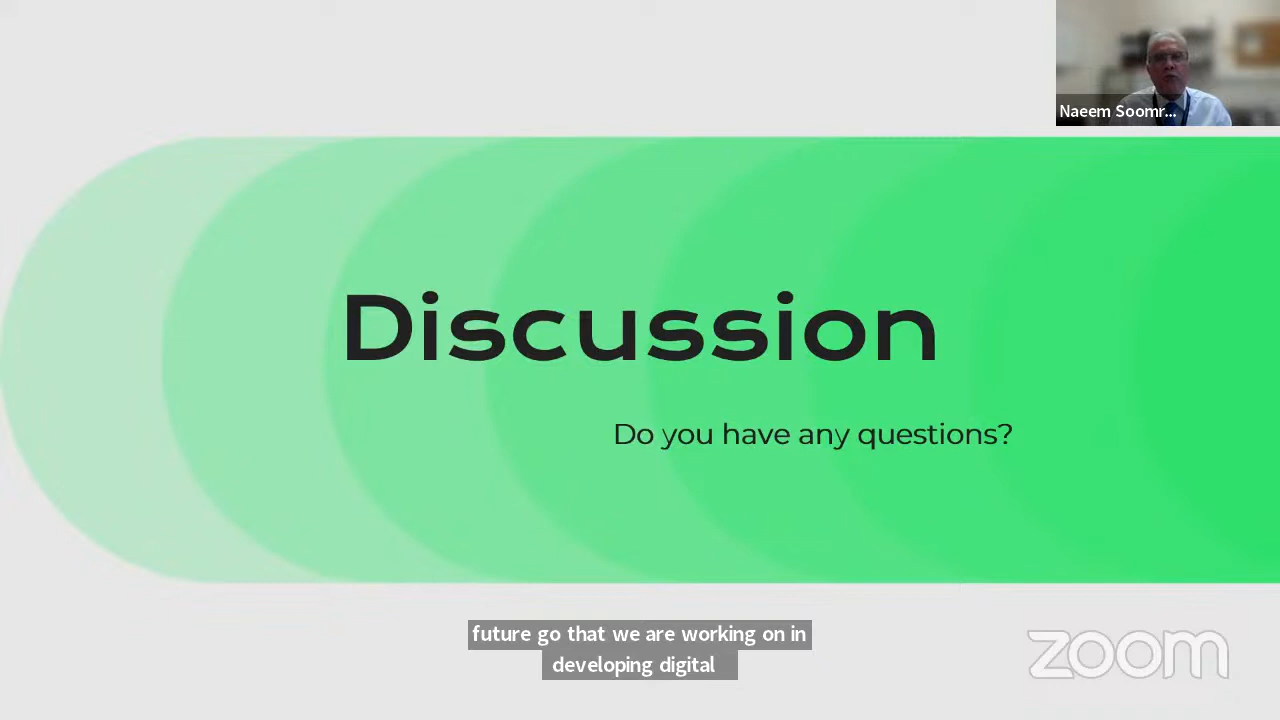 Naeem Soomr...
Discussion
Do you have any questions?
future go that we are working on in
developing digital
zoom